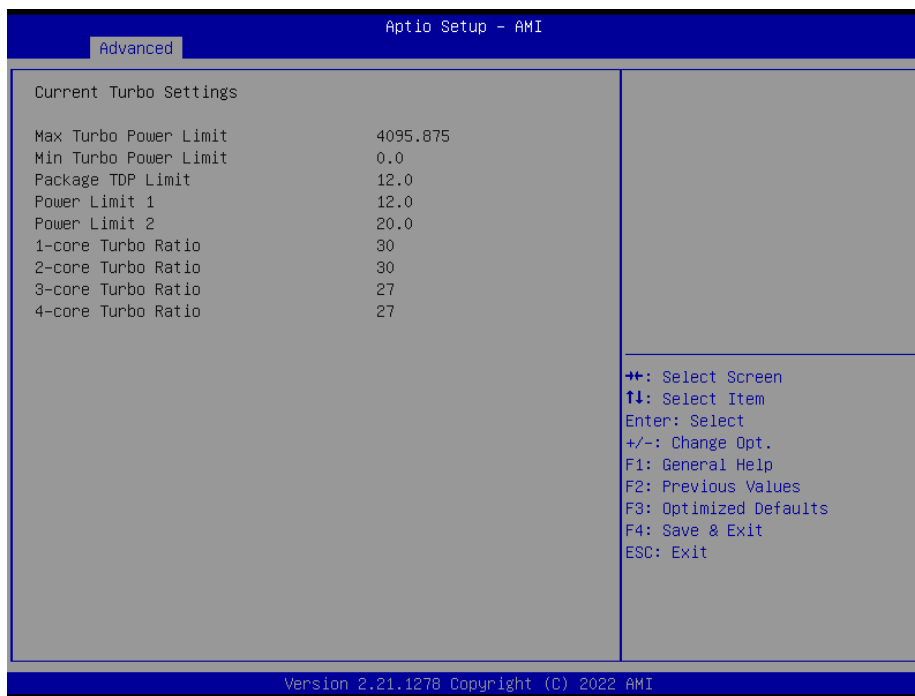 Aptio Setup – AMI
Advanced
Current Turbo Settings
Max Turbo Power Limit 4095.875
Min Turbo Power Limit 0.0
Package TDP Limit 12.0
Power Limit 1 12.0
Power Limit 2 20.0
1-core Turbo Ratio 30
2-core Turbo Ratio 30
3-core Turbo Ratio 27
4-core Turbo Ratio 27
→←: Select Screen
↑↓: Select Item
Enter: Select
+/-: Change Opt.
F1: General Help
F2: Previous Values
F3: Optimized Defaults
F4: Save & Exit
ESC: Exit
Version 2.21.1278 Copyright (C) 2022 AMI